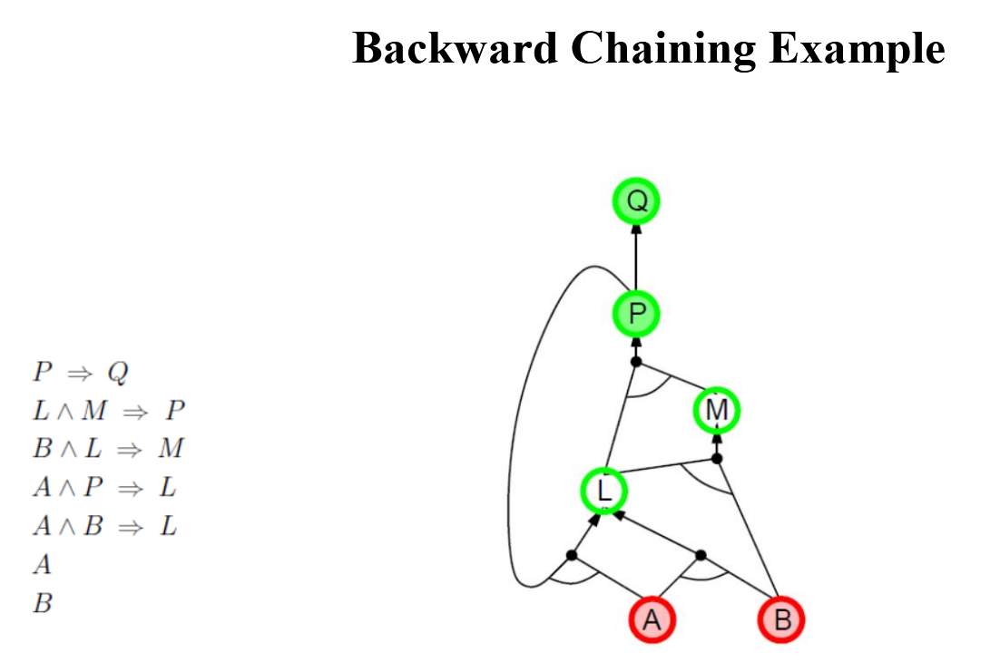 Backward Chaining Example
Q
P
P ⇒ Q
L ∧ M ⇒ P
M
B ∧ L ⇒ M
A ∧ P ⇒ L
L
A ∧ B ⇒ L
A
B
A
B